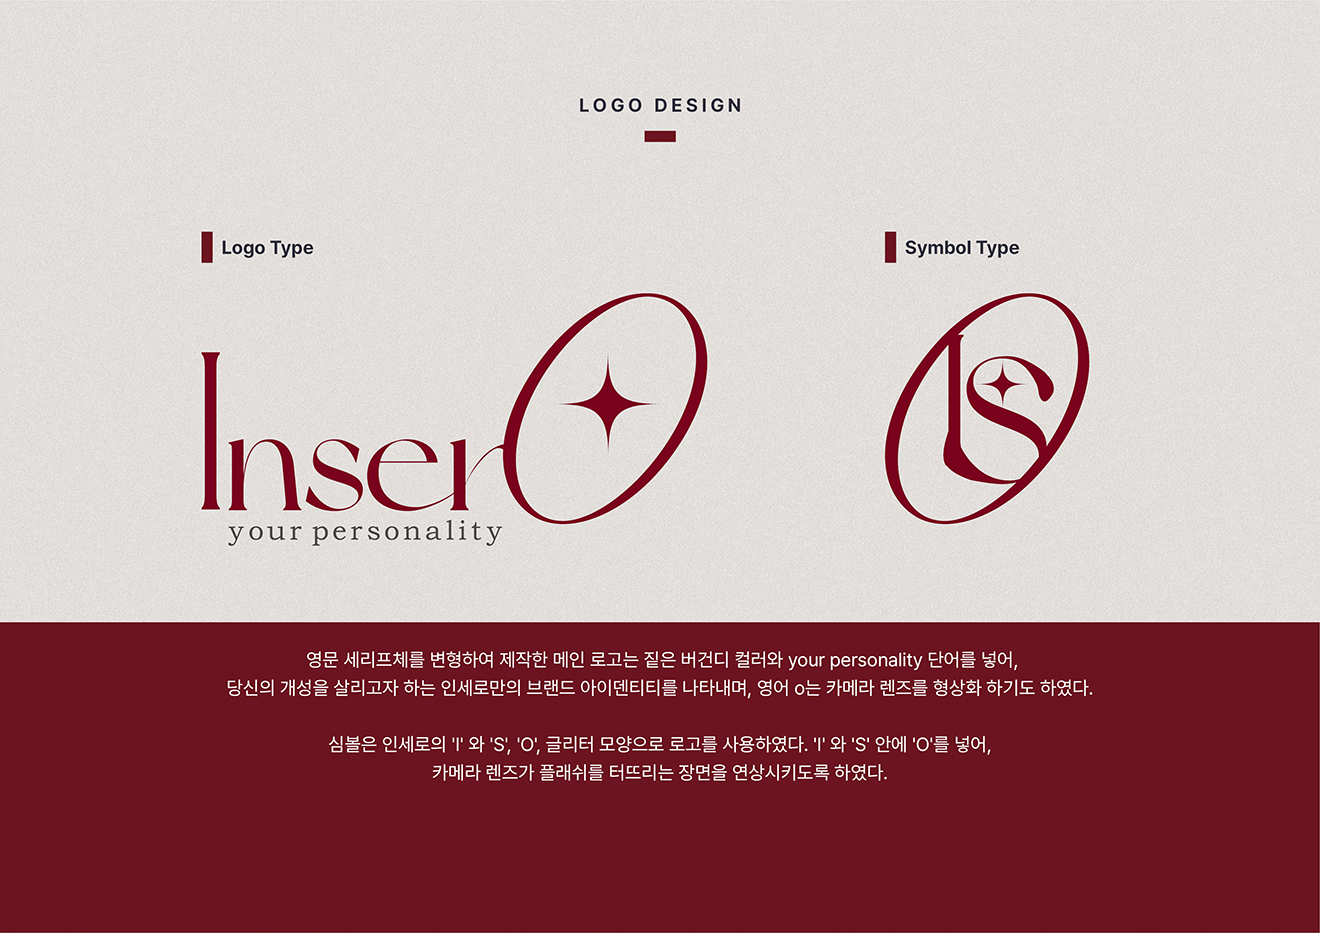 LOGO DESIGN
Logo Type
Symbol Type
InserO
your personality
IS
영문 세리프체를 변형하여 제작한 메인 로고는 짙은 버건디 컬러와 your personality 단어를 넣어,
당신의 개성을 살리고자 하는 인세로만의 브랜드 아이덴티티를 나타내며, 영어 o는 카메라 렌즈를 형상화 하기도 하였다.
심볼은 인세로의 'I' 와 'S', 'O', 글리터 모양으로 로고를 사용하였다. 'I' 와 'S' 안에 'O'를 넣어,
카메라 렌즈가 플래쉬를 터뜨리는 장면을 연상시키도록 하였다.